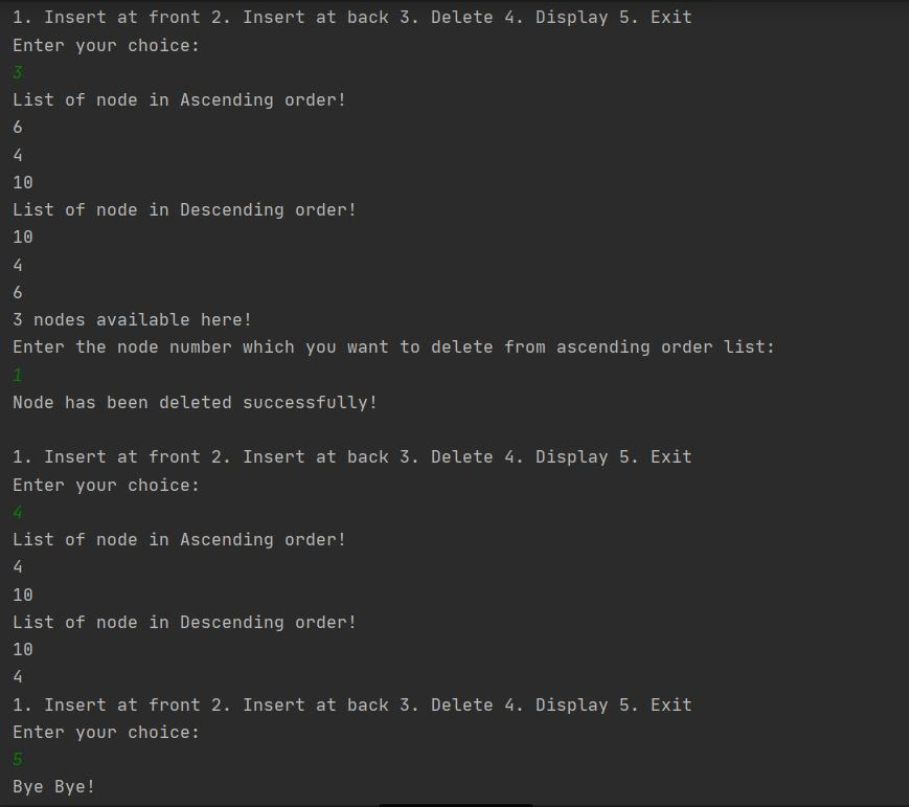 1. Insert at front 2. Insert at back 3. Delete 4. Display 5. Exit
Enter your choice:
3
List of node in Ascending order!
6
4
10
List of node in Descending order!
10
4
6
3 nodes available here!
Enter the node number which you want to delete from ascending order list:
1
Node has been deleted successfully!

1. Insert at front 2. Insert at back 3. Delete 4. Display 5. Exit
Enter your choice:
4
List of node in Ascending order!
4
10
List of node in Descending order!
10
4
1. Insert at front 2. Insert at back 3. Delete 4. Display 5. Exit
Enter your choice:
5
Bye Bye!